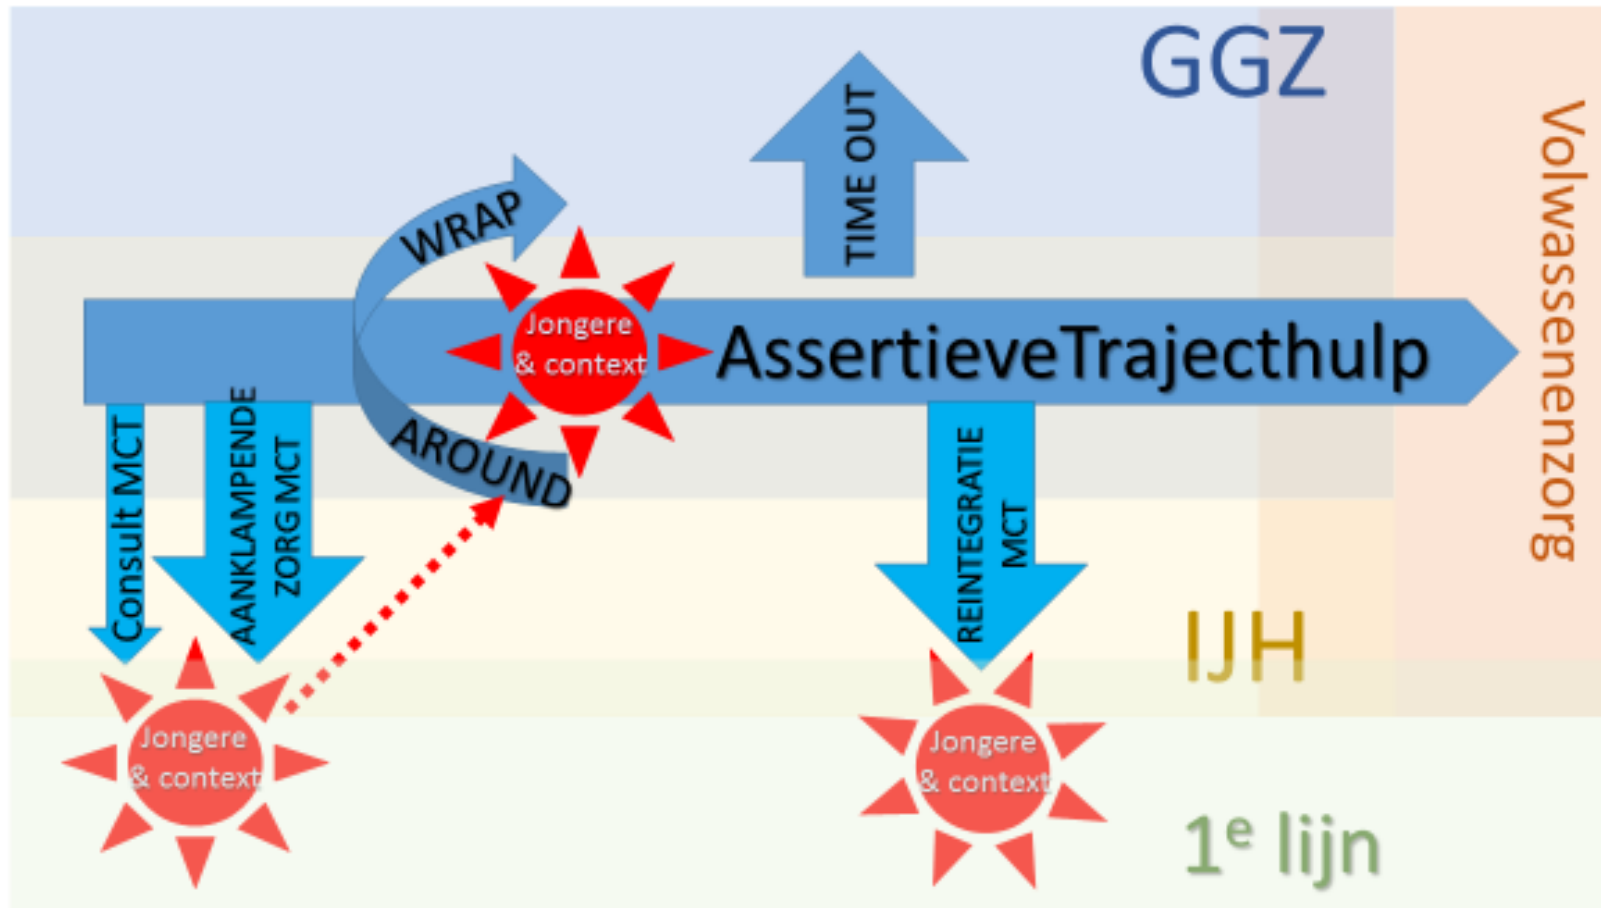 GGZ
Volwassenenzorg
TIME OUT
WRAP
Jongere
& context
AssertieveTrajecthulp
AROUND
Consult MCT
AANKLAMPENDE
ZORG MCT
REINTEGRATIE
MCT
IJH
Jongere
& context
Jongere
& context
1e lijn